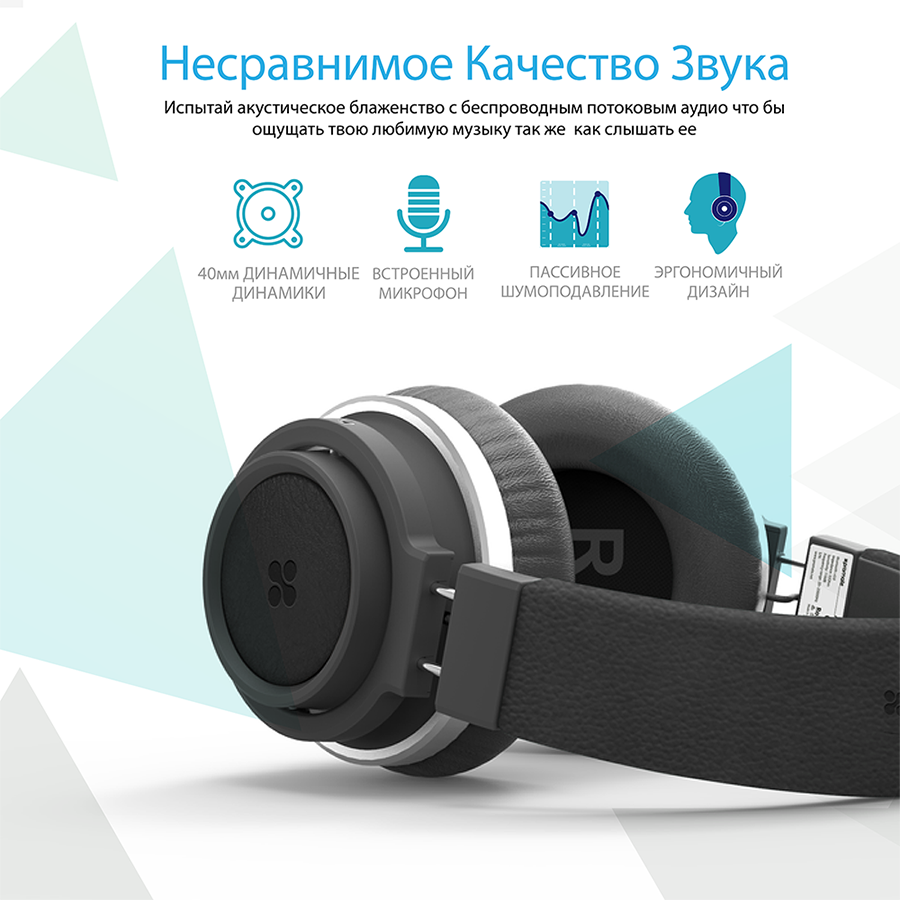 Несравнимое Качество Звука
Испытай акустическое блаженство с беспроводным потоковым аудио что бы
ощущать твою любимую музыку так же как слышать ее
40мм ДИНАМИЧНЫЕ
ДИНАМИКИ
ВСТРОЕННЫЙ
МИКРОФОН
ПАССИВНОЕ
ШУМОПОДАВЛЕНИЕ
ЭРГОНОМИЧНЫЙ
ДИЗАЙН
R